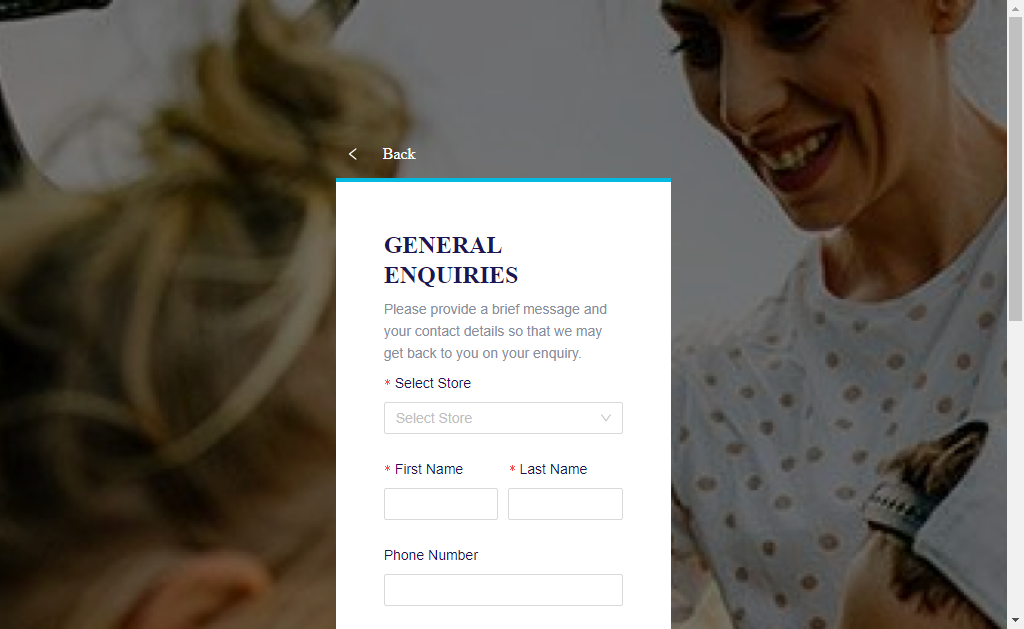 Back
GENERAL
ENQUIRIES
Please provide a brief message and
your contact details so that we may
get back to you on your enquiry.
* Select Store
Select Store
* First Name * Last Name
Phone Number